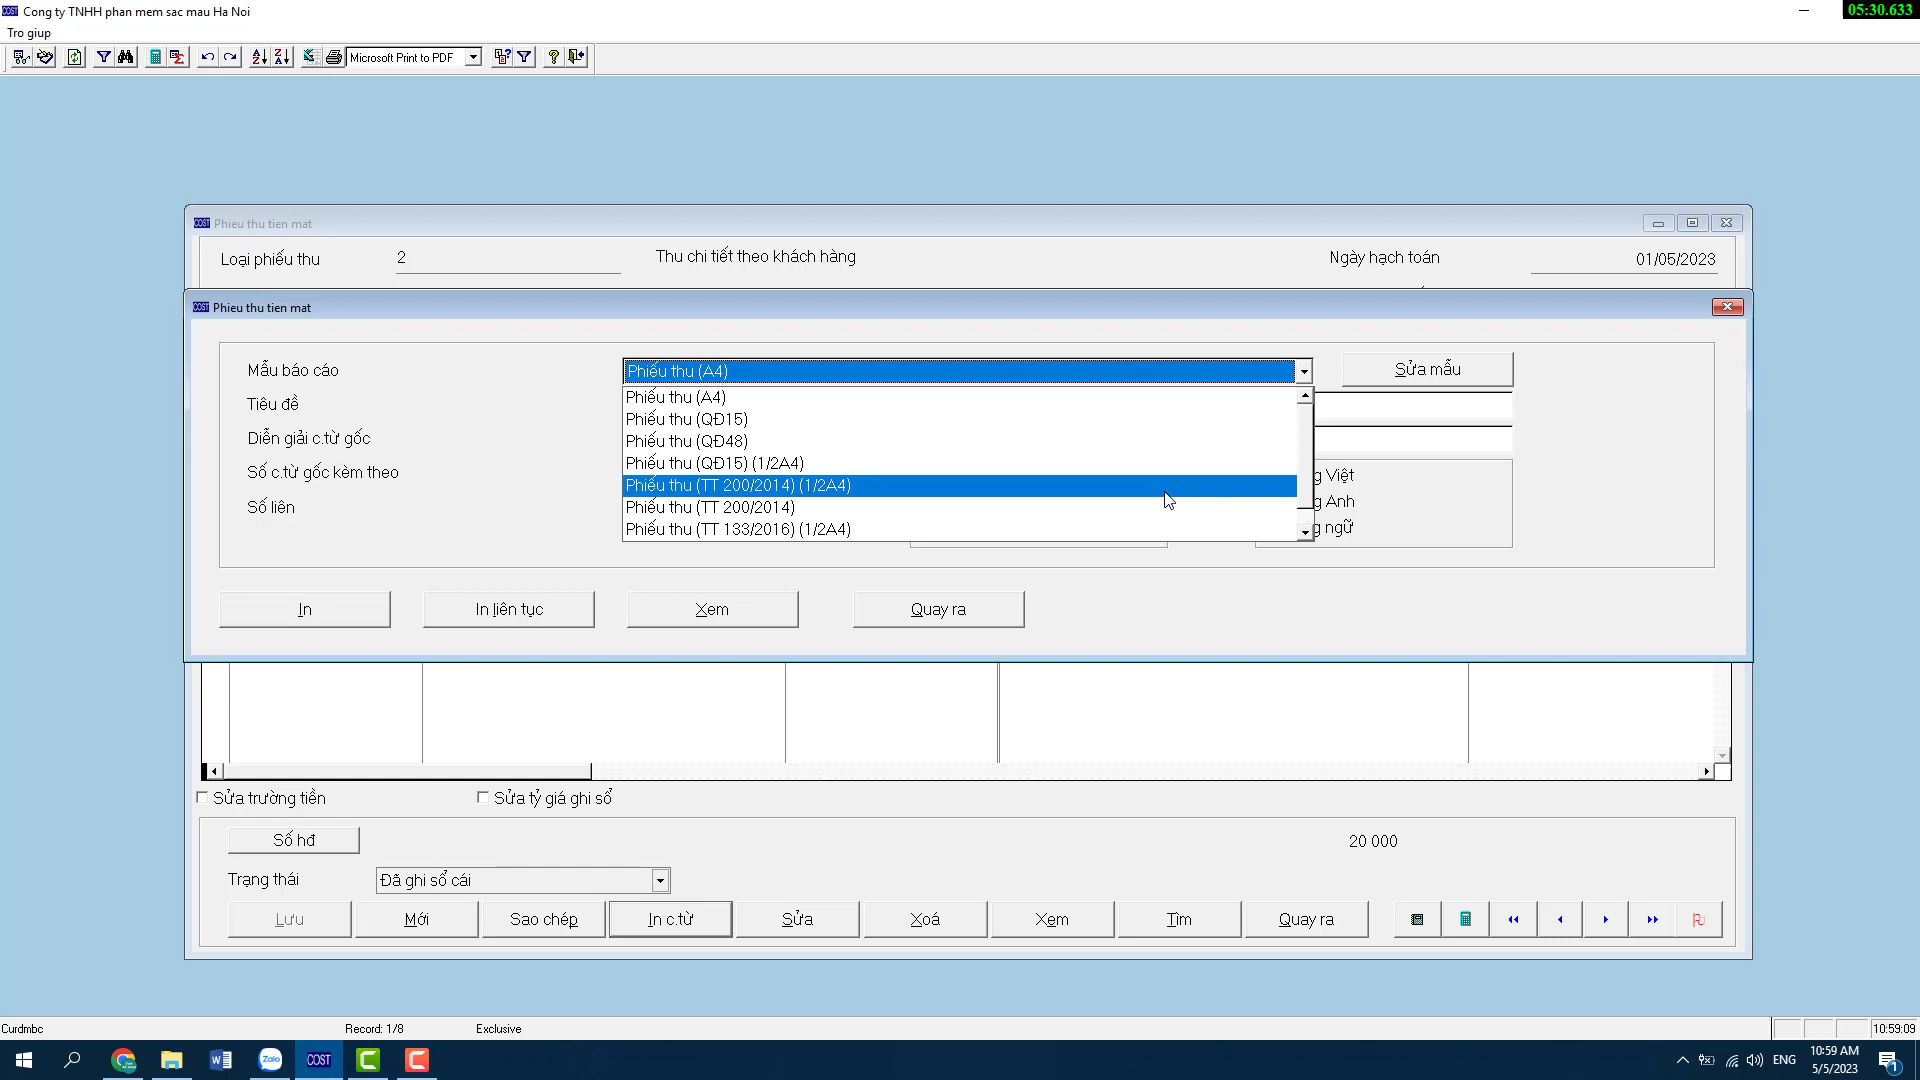 COST Cong ty TNHH phan mem sac mau Ha Noi
05:30.633
Tro giup
Microsoft Print to PDF
COST Phieu thu tien mat
Loại phiếu thu 2 Thu chi tiết theo khách hàng Ngày hạch toán 01/05/2023
COST Phieu thu tien mat
Mẫu báo cáo Phiếu thu (A4) Sửa mẫu
Tiêu đề Phiếu thu (A4)
Phiếu thu (QĐ15)
Diễn giải c.từ gốc Phiếu thu (QĐ48)
Số c.từ gốc kèm theo Phiếu thu (QĐ15) (1/2A4) g Việt
Phiếu thu (TT 200/2014) (1/2A4) g Anh
Số liên Phiếu thu (TT 200/2014)
Phiếu thu (TT 133/2016) (1/2A4) g ngữ
In In liên tục Xem Quay ra
Sửa trường tiền Sửa tỷ giá ghi sổ
Số hđ 20 000
Trạng thái Đã ghi sổ cái
Lưu Mới Sao chép In c.từ Sửa Xoá Xem Tìm Quay ra
Curdmbc Record: 1/8 Exclusive 10:59:09
COST ENG 10:59 AM
5/5/2023 1